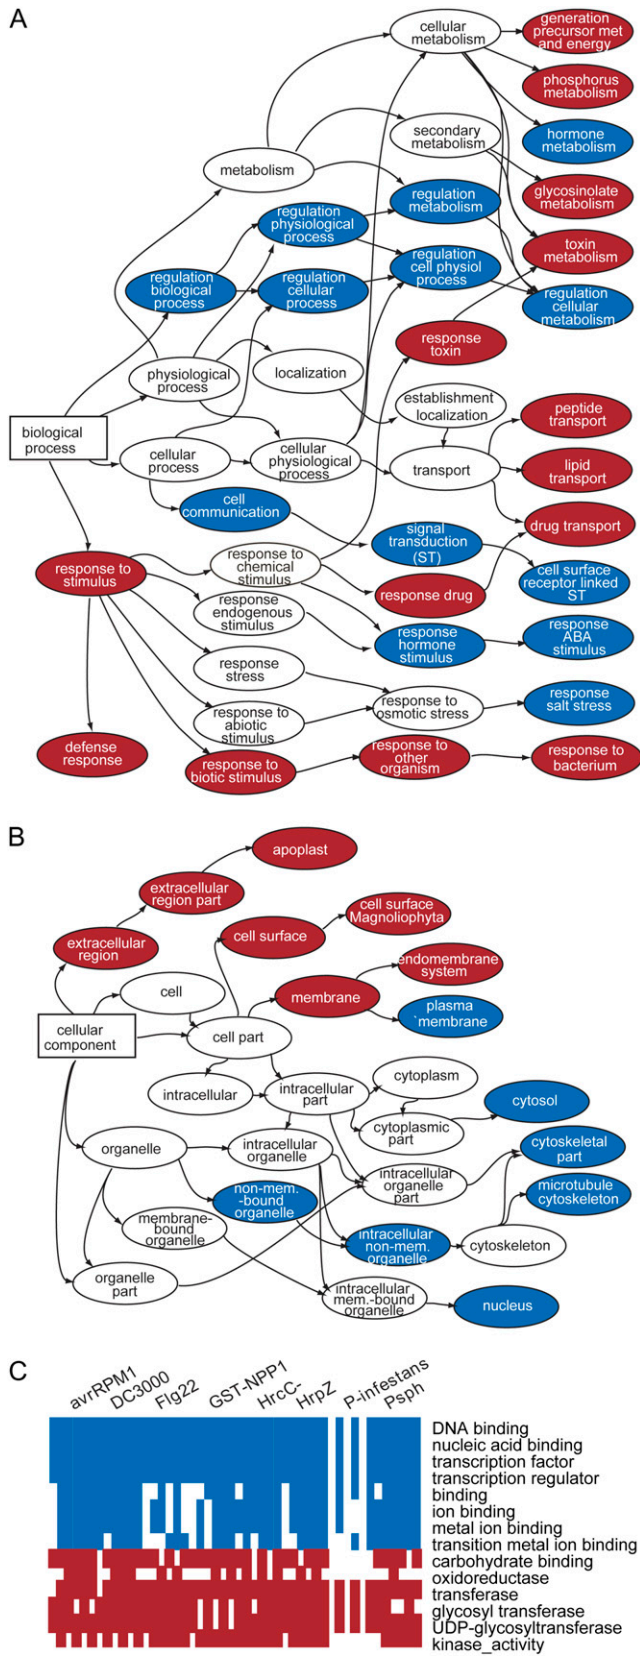 A
cellular
metabolism
generation
precursor met
and energy
phosphorus
metabolism
secondary
metabolism
hormone
metabolism
metabolism
glycosinolate
metabolism
regulation
metabolism
regulation
physiological
process
toxin
metabolism
regulation
biological
process
regulation
cellular
process
regulation
cell physiol
process
regulation
cellular
metabolism
response
toxin
physiological
process
localization
establishment
localization
peptide
transport
biological
process
cellular
process
cellular
physiological
process
transport
lipid
transport
cell
communication
drug transport
signal
transduction
(ST)
response to
stimulus
response to
chemical
stimulus
cell surface
receptor linked
ST
response drug
response
endogenous
stimulus
response
hormone
stimulus
response
ABA
stimulus
response
stress
response to
abiotic
stimulus
response to
osmotic stress
response
salt stress
defense
response
response to
biotic stimulus
response to
other
organism
response to
bacterium
B
apoplast
extracellular
region part
cell surface
Magnoliophyta
extracellular
region
cell surface
endomembrane
system
cell
membrane
plasma
`membrane
cellular
component
cell part
cytoplasm
intracellular
intracellular
part
cytosol
cytoplasmic
part
organelle
intracellular
organelle
cytoskeletal
part
intracellular
organelle
part
non-mem.
-bound
organelle
microtubule
cytoskeleton
membrane-
bound
organelle
intracellular
non-mem.
organelle
cytoskeleton
organelle
part
intracellular
mem.-bound
organelle
nucleus
C
avrRPM1
DC3000
Flg22
GST-NPP1
HrcC-
HrpZ
P-infestans
Psph
DNA binding
nucleic acid binding
transcription factor
transcription regulator
binding
ion binding
metal ion binding
transition metal ion binding
carbohydrate binding
oxidoreductase
transferase
glycosyl transferase
UDP-glycosyltransferase
kinase_activity